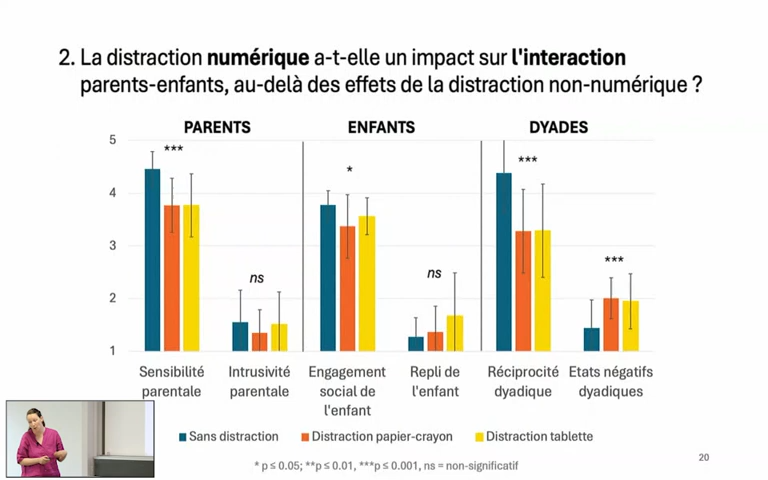 2. La distraction numérique a-t-elle un impact sur l'interaction
parents-enfants, au-delà des effets de la distraction non-numérique ?
PARENTS ENFANTS DYADES
5
4
3
2
1
***
ns
*
ns
***
***
Sensibilité parentale
Intrusivité parentale
Engagement social de l'enfant
Repli de l'enfant
Réciprocité dyadique
Etats négatifs dyadiques
Sans distraction Distraction papier-crayon Distraction tablette
* p ≤ 0.05; **p ≤ 0.01, ***p ≤ 0.001, ns = non-significatif
20